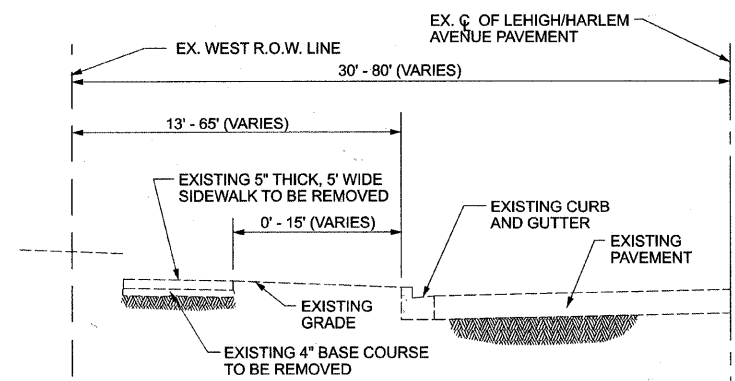 EX. ℄ OF LEHIGH/HARLEM
AVENUE PAVEMENT
EX. WEST R.O.W. LINE
30' - 80' (VARIES)
13' - 65' (VARIES)
EXISTING 5" THICK, 5' WIDE
SIDEWALK TO BE REMOVED
0' - 15' (VARIES)
EXISTING CURB
AND GUTTER
EXISTING
PAVEMENT
EXISTING
GRADE
EXISTING 4" BASE COURSE
TO BE REMOVED